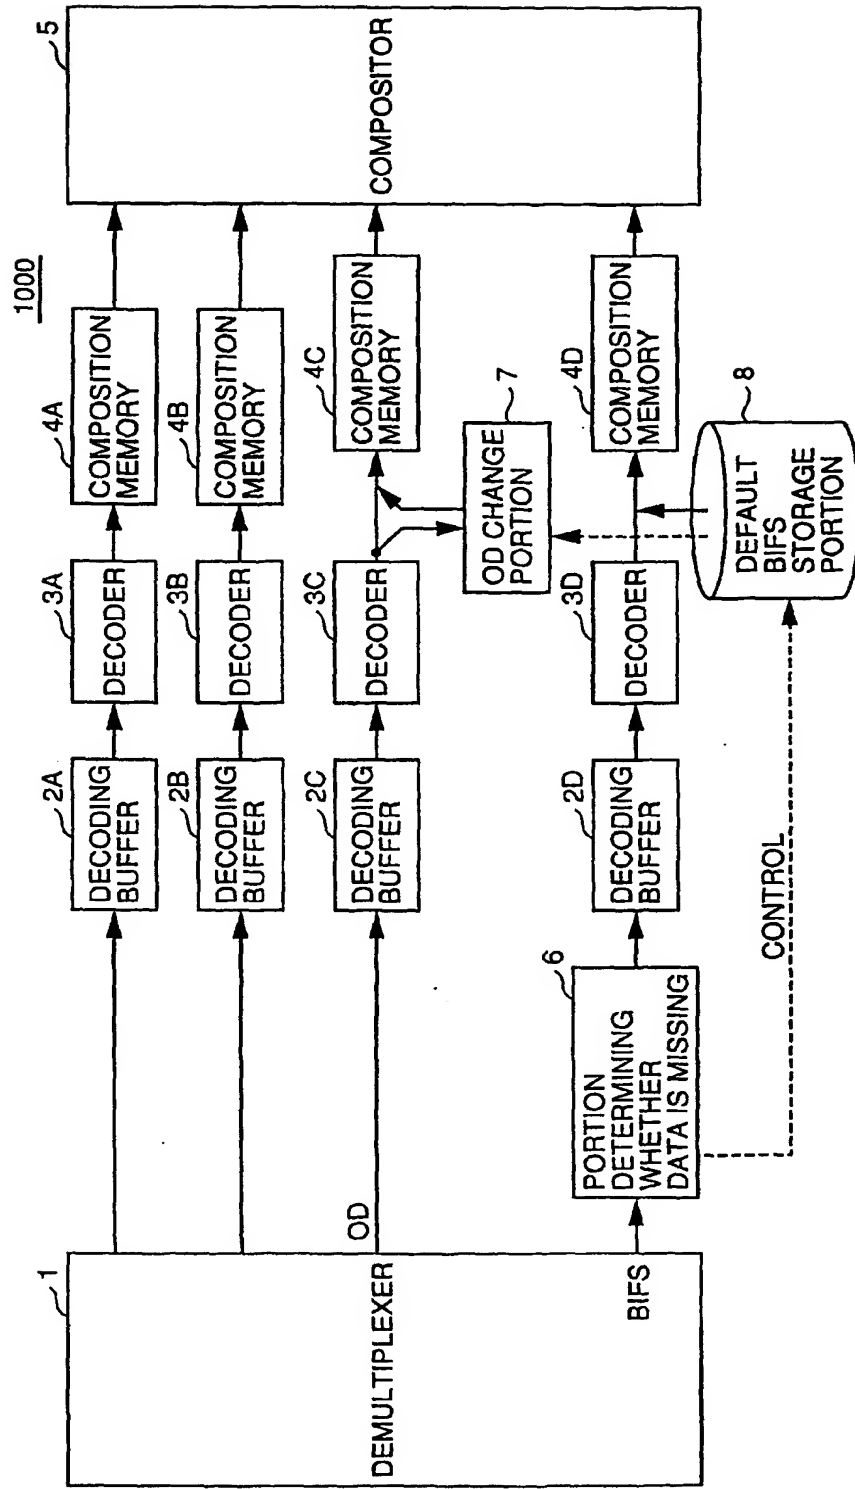 1000
1
DEMULTIPLEXER
OD
BIFS
2A
DECODING
BUFFER
3A
DECODER
4A
COMPOSITION
MEMORY
2B
DECODING
BUFFER
3B
DECODER
4B
COMPOSITION
MEMORY
2C
DECODING
BUFFER
3C
DECODER
4C
COMPOSITION
MEMORY
5
COMPOSITOR
7
OD CHANGE
PORTION
6
PORTION
DETERMINING
WHETHER
DATA IS MISSING
2D
DECODING
BUFFER
3D
DECODER
4D
COMPOSITION
MEMORY
CONTROL
8
DEFAULT
BIFS
STORAGE
PORTION